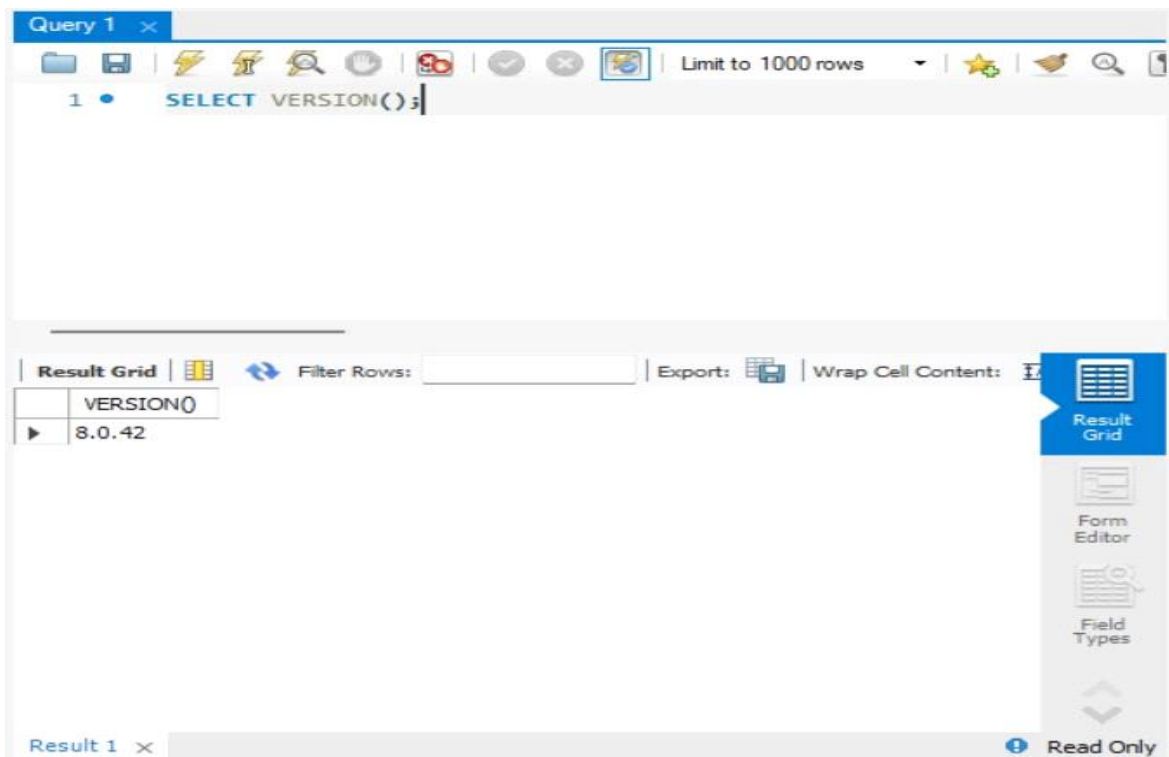 Query 1
Limit to 1000 rows
1 SELECT VERSION();
Result Grid Filter Rows: Export: Wrap Cell Content:
VERSION()
8.0.42
Result
Grid
Form
Editor
Field
Types
Result 1 Read Only